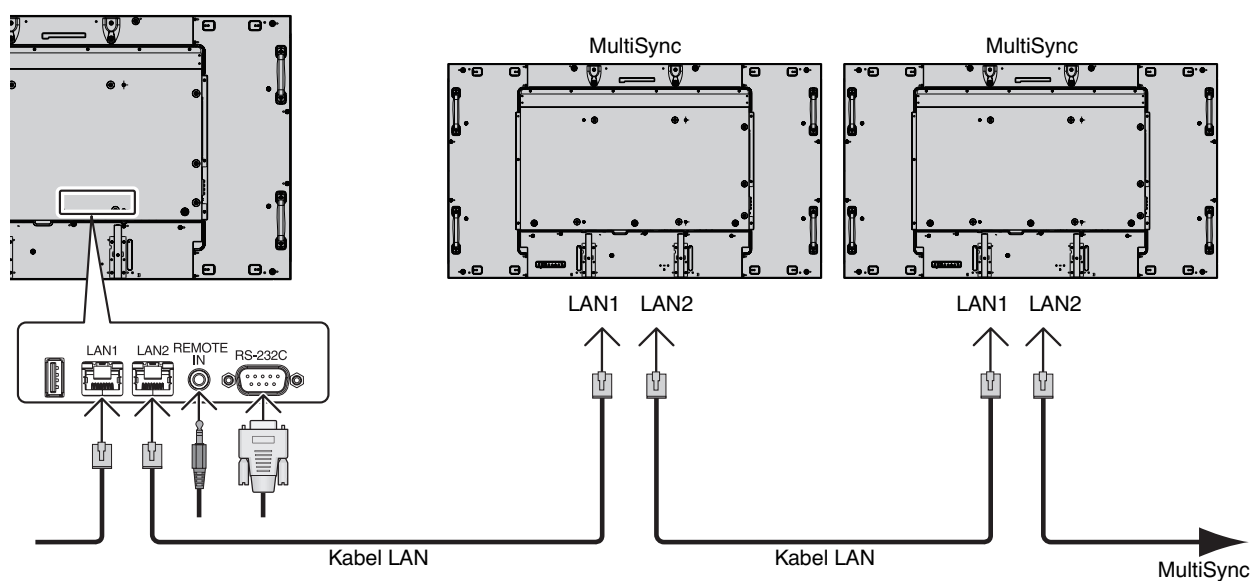 MultiSync
MultiSync
LAN1 LAN2
LAN1 LAN2
LAN1 LAN2 REMOTE IN RS-232C
Kabel LAN
Kabel LAN
MultiSync